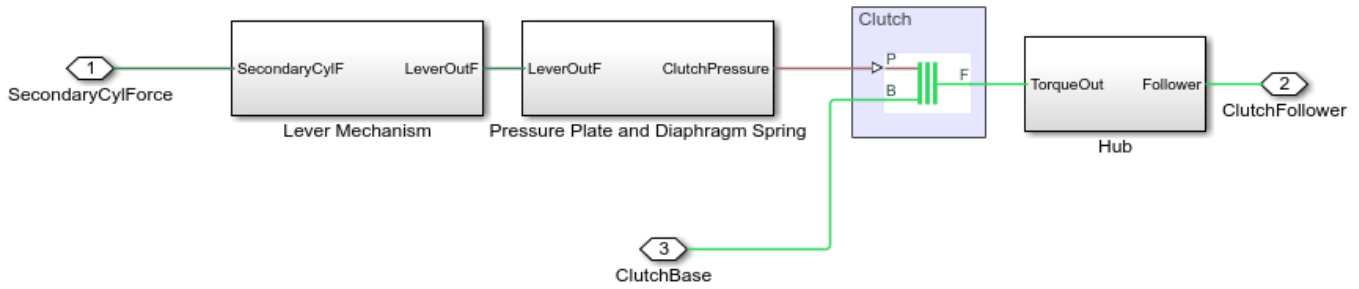 Clutch
1
SecondaryCylForce
SecondaryCylF
LeverOutF
Lever Mechanism
LeverOutF
ClutchPressure
Pressure Plate and Diaphragm Spring
P
B
F
TorqueOut
Follower
Hub
2
ClutchFollower
3
ClutchBase